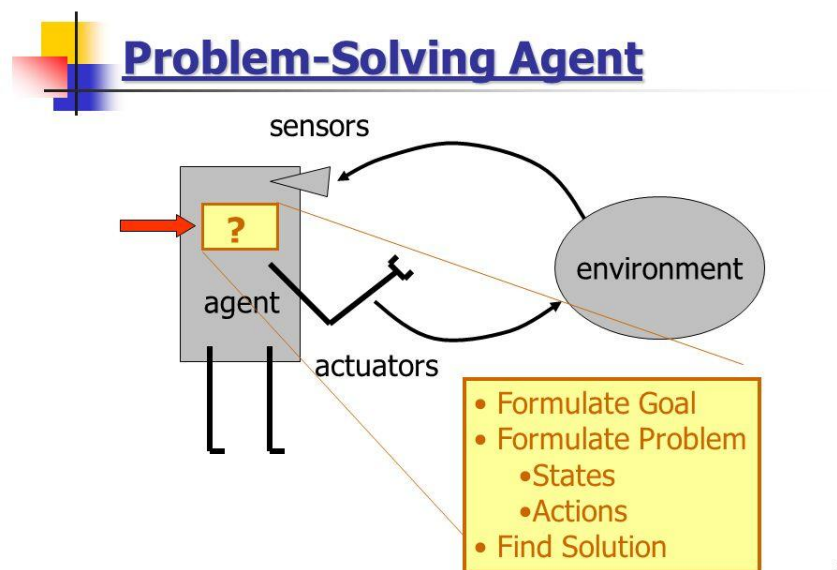 Problem-Solving Agent
sensors
?
environment
agent
actuators
• Formulate Goal
• Formulate Problem
•States
•Actions
• Find Solution